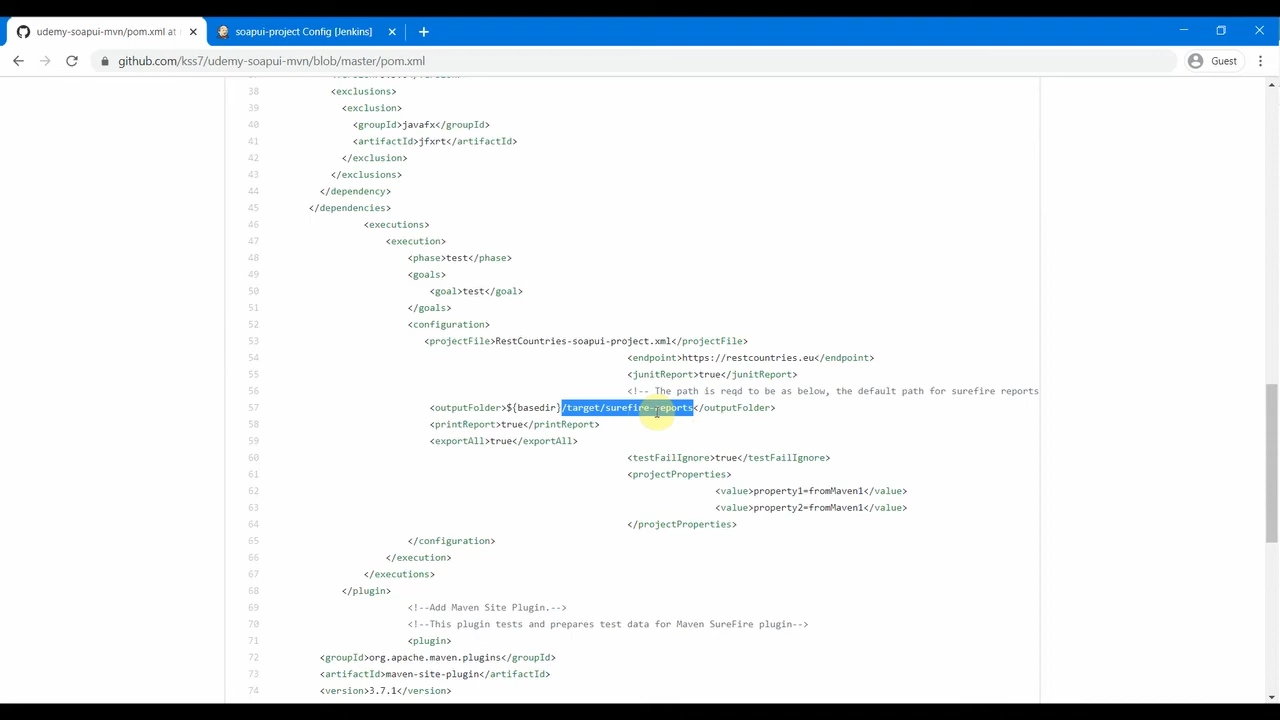 udemy-soapui-mvn/pom.xml at
soapui-project Config [Jenkins]
github.com/kss7/udemy-soapui-mvn/blob/master/pom.xml
Guest
37
38 <exclusions>
39 <exclusion>
40 <groupId>javafx</groupId>
41 <artifactId>jfxrt</artifactId>
42 </exclusion>
43 </exclusions>
44 </dependency>
45 </dependencies>
46 <executions>
47 <execution>
48 <phase>test</phase>
49 <goals>
50 <goal>test</goal>
51 </goals>
52 <configuration>
53 <projectFile>RestCountries-soapui-project.xml</projectFile>
54 <endpoint>https://restcountries.eu</endpoint>
55 <junitReport>true</junitReport>
56 <!-- The path is reqd to be as below, the default path for surefire reports
57 <outputFolder>${basedir}/target/surefire-reports</outputFolder>
58 <printReport>true</printReport>
59 <exportAll>true</exportAll>
60 <testFailIgnore>true</testFailIgnore>
61 <projectProperties>
62 <value>property1=fromMaven1</value>
63 <value>property2=fromMaven1</value>
64 </projectProperties>
65 </configuration>
66 </execution>
67 </executions>
68 </plugin>
69 <!--Add Maven Site Plugin.-->
70 <!--This plugin tests and prepares test data for Maven SureFire plugin-->
71 <plugin>
72 <groupId>org.apache.maven.plugins</groupId>
73 <artifactId>maven-site-plugin</artifactId>
74 <version>3.7.1</version>